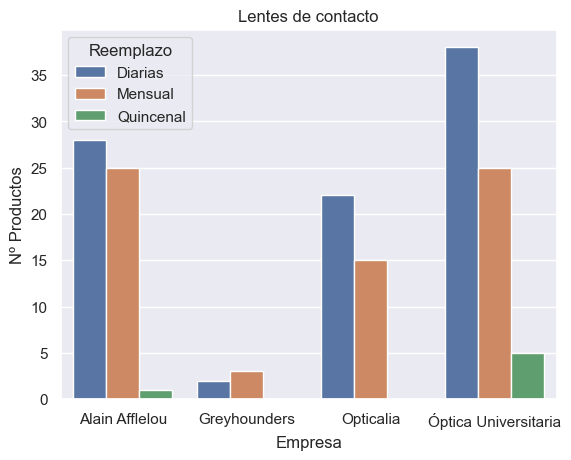 Lentes de contacto
Reemplazo
Diarias
Mensual
Quincenal
Nº Productos
35
30
25
20
15
10
5
0
Alain Afflelou
Greyhounders
Opticalia
Óptica Universitaria
Empresa